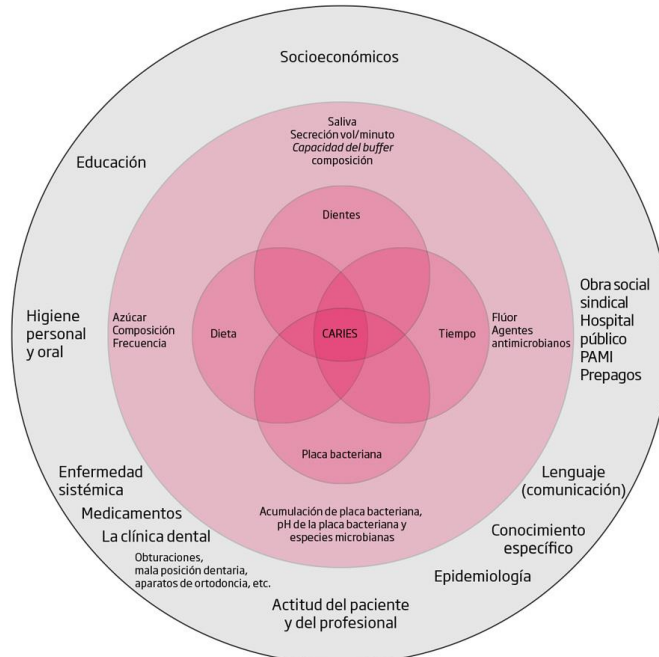 Socioeconómicos
Educación
Saliva
Secreción vol/minuto
Capacidad del buffer
composición
Dientes
Higiene
personal
y oral
Azúcar
Composición
Frecuencia
Dieta
CARIES
Tiempo
Flúor
Agentes
antimicrobianos
Obra social
sindical
Hospital
público
PAMI
Prepagos
Placa bacteriana
Enfermedad
sistémica
Medicamentos
La clínica dental
Obturaciones,
mala posición dentaria,
aparatos de ortodoncia, etc.
Acumulación de placa bacteriana,
pH de la placa bacteriana y
especies microbianas
Lenguaje
(comunicación)
Conocimiento
específico
Epidemiología
Actitud del paciente
y del profesional